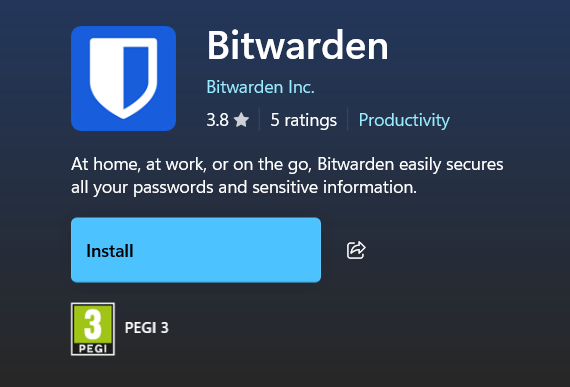 Bitwarden
Bitwarden Inc.
3.8 ★ 5 ratings Productivity
At home, at work, or on the go, Bitwarden easily secures
all your passwords and sensitive information.
Install
3
PEGI
PEGI 3